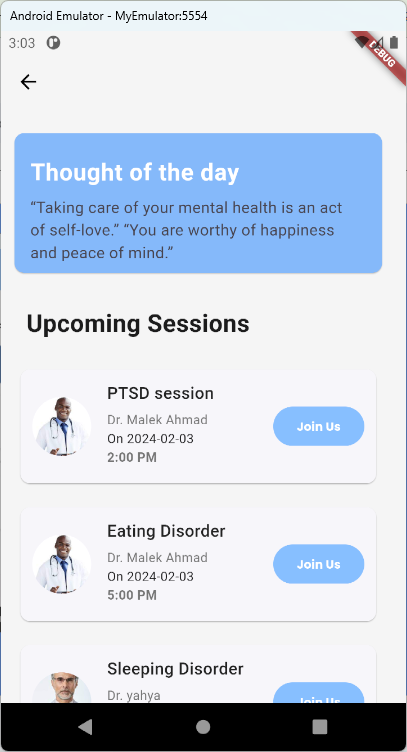 Android Emulator - MyEmulator:5554
3:03
DEBUG
Thought of the day
“Taking care of your mental health is an act
of self-love.” “You are worthy of happiness
and peace of mind.”
Upcoming Sessions
PTSD session
Dr. Malek Ahmad
On 2024-02-03
2:00 PM
Join Us
Eating Disorder
Dr. Malek Ahmad
On 2024-02-03
5:00 PM
Join Us
Sleeping Disorder
Dr. yahya
Join Us